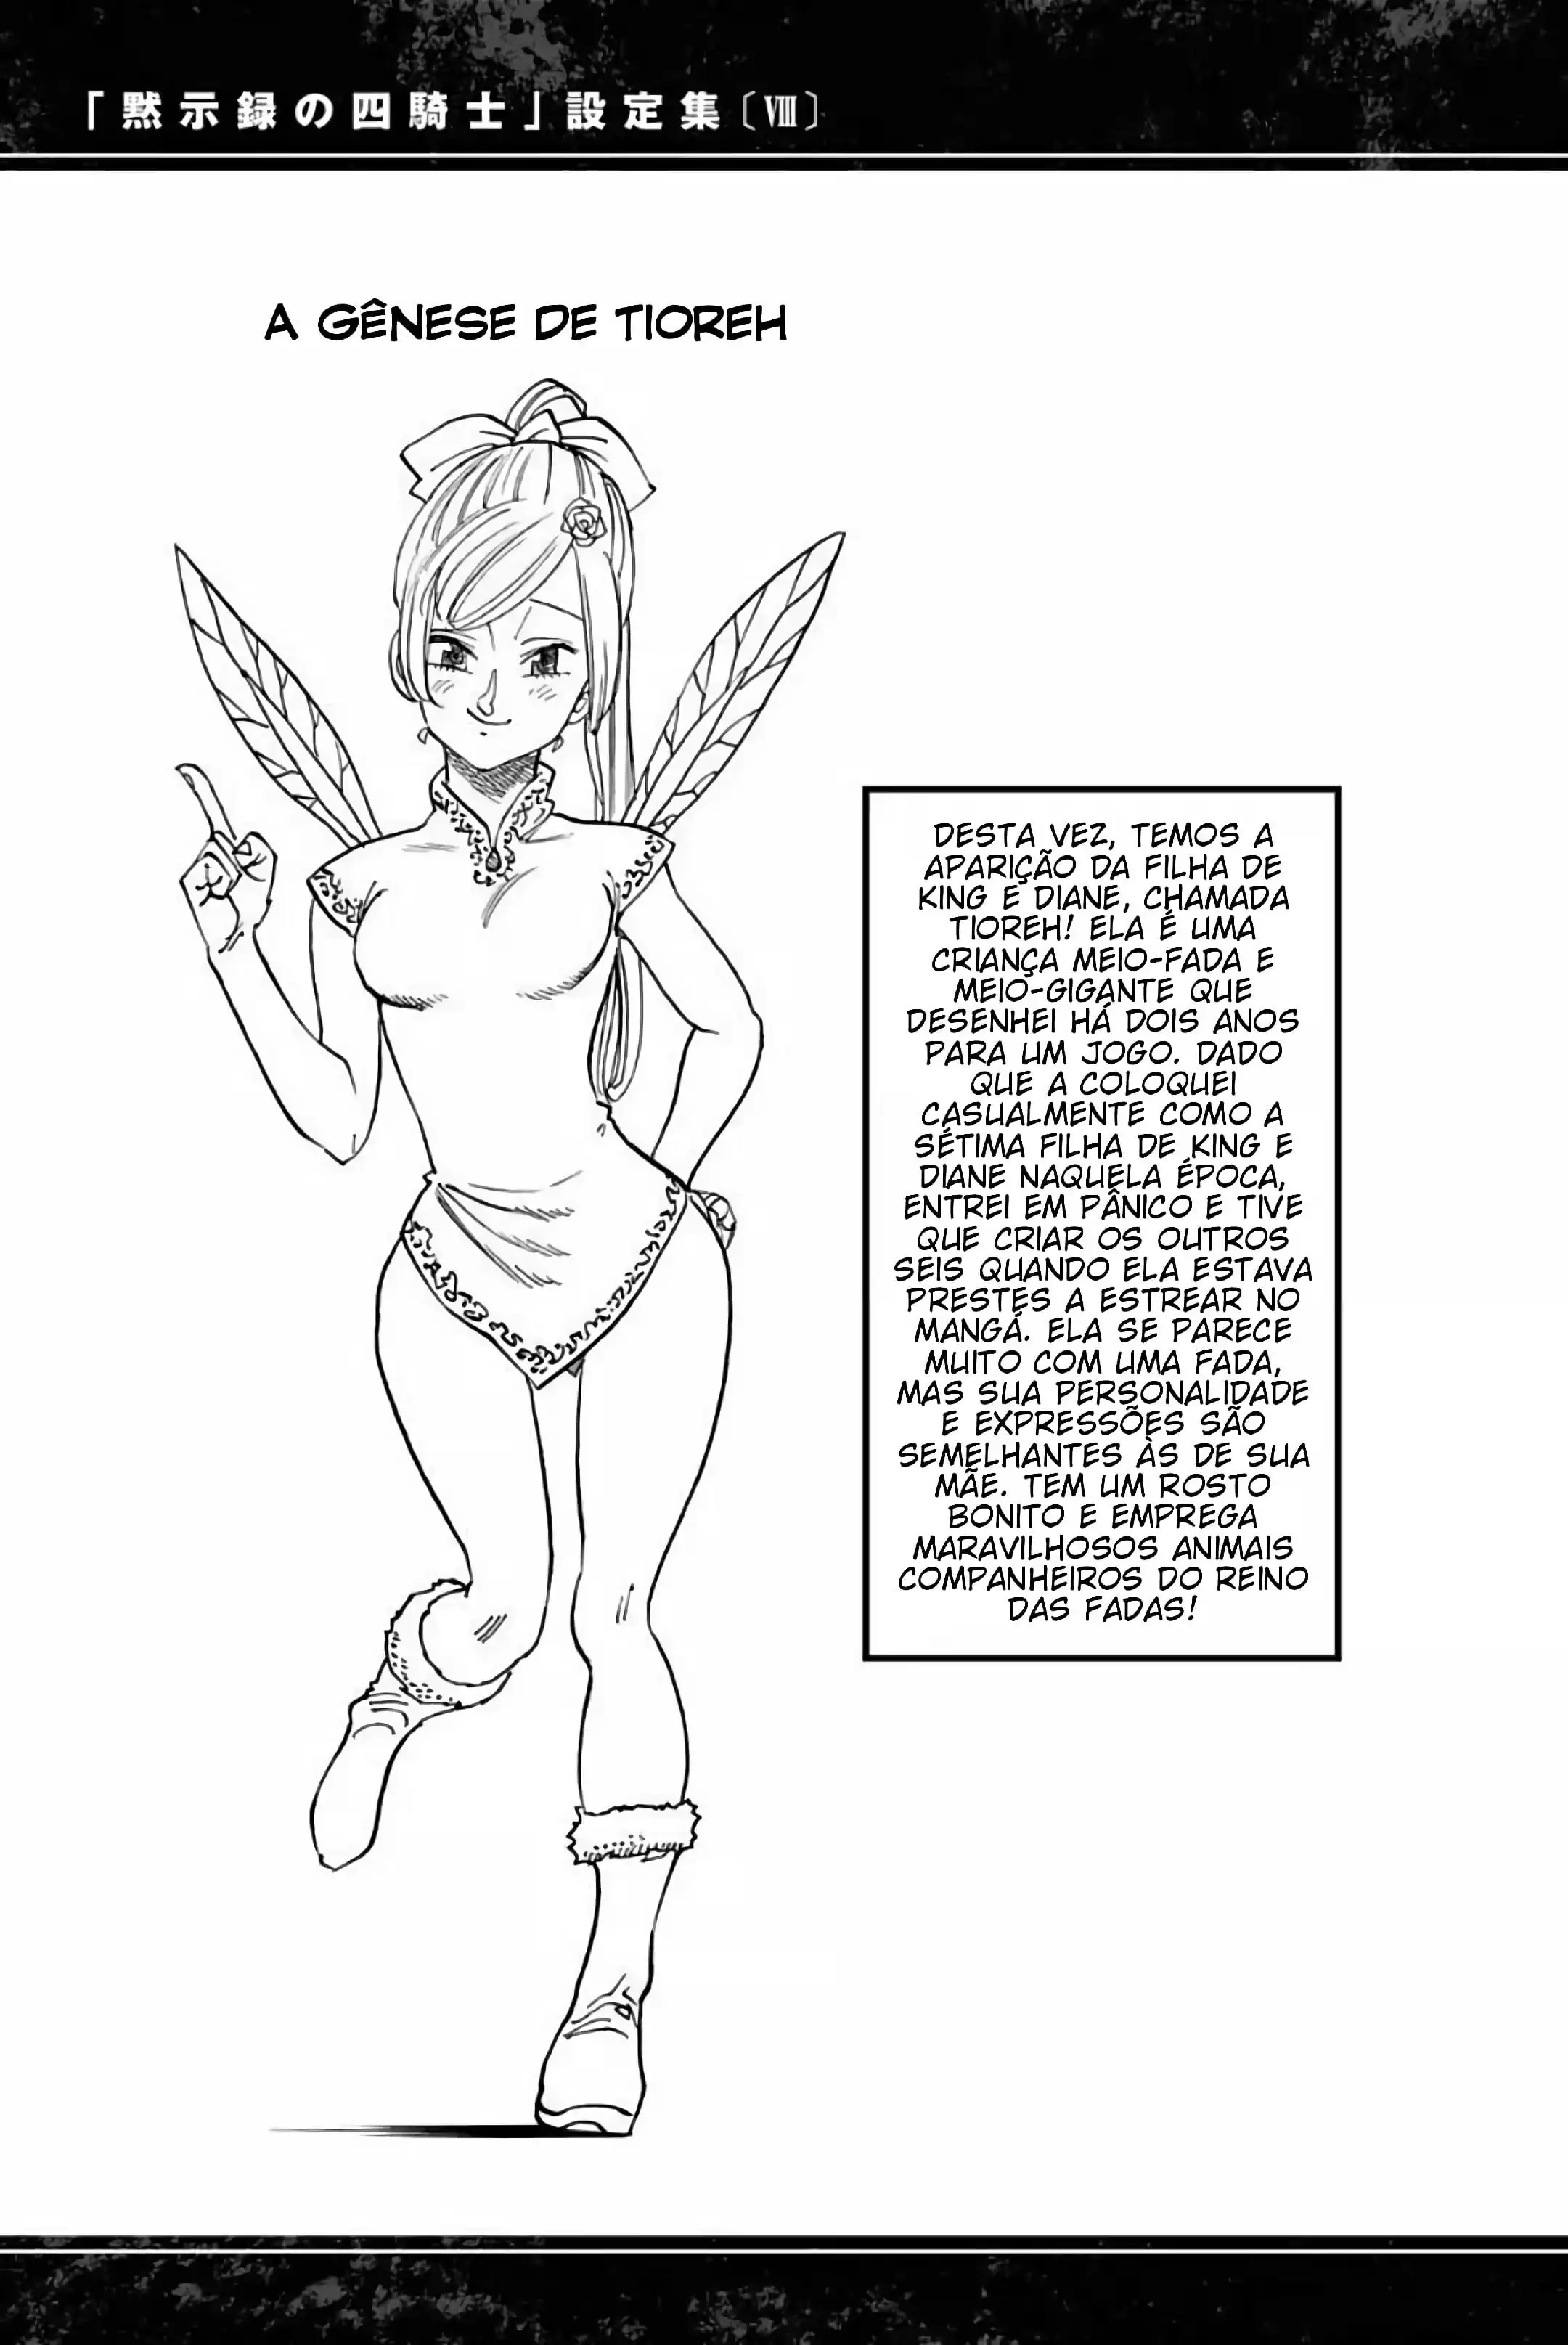 「黙示録の四騎士」設定集〔Ⅷ〕
A GÊNESE DE TIOREH
DESTA VEZ, TEMOS A
APARIÇÃO DA FILHA DE
KING E DIANE, CHAMADA
TIOREH! ELA É UMA
CRIANÇA MEIO-FADA E
MEIO-GIGANTE QUE
DESENHEI HÁ DOIS ANOS
PARA UM JOGO. DADO
QUE A COLOQUEI
CASUALMENTE COMO A
SÉTIMA FILHA DE KING E
DIANE NAQUELA ÉPOCA,
ENTREI EM PÂNICO E TIVE
QUE CRIAR OS OUTROS
SEIS QUANDO ELA ESTAVA
PRESTES A ESTREAR NO
MANGÁ. ELA SE PARECE
MUITO COM UMA FADA,
MAS SUA PERSONALIDADE
E EXPRESSÕES SÃO
SEMELHANTES ÀS DE SUA
MÃE. TEM UM ROSTO
BONITO E EMPREGA
MARAVILHOSOS ANIMAIS
COMPANHEIROS DO REINO
DAS FADAS!